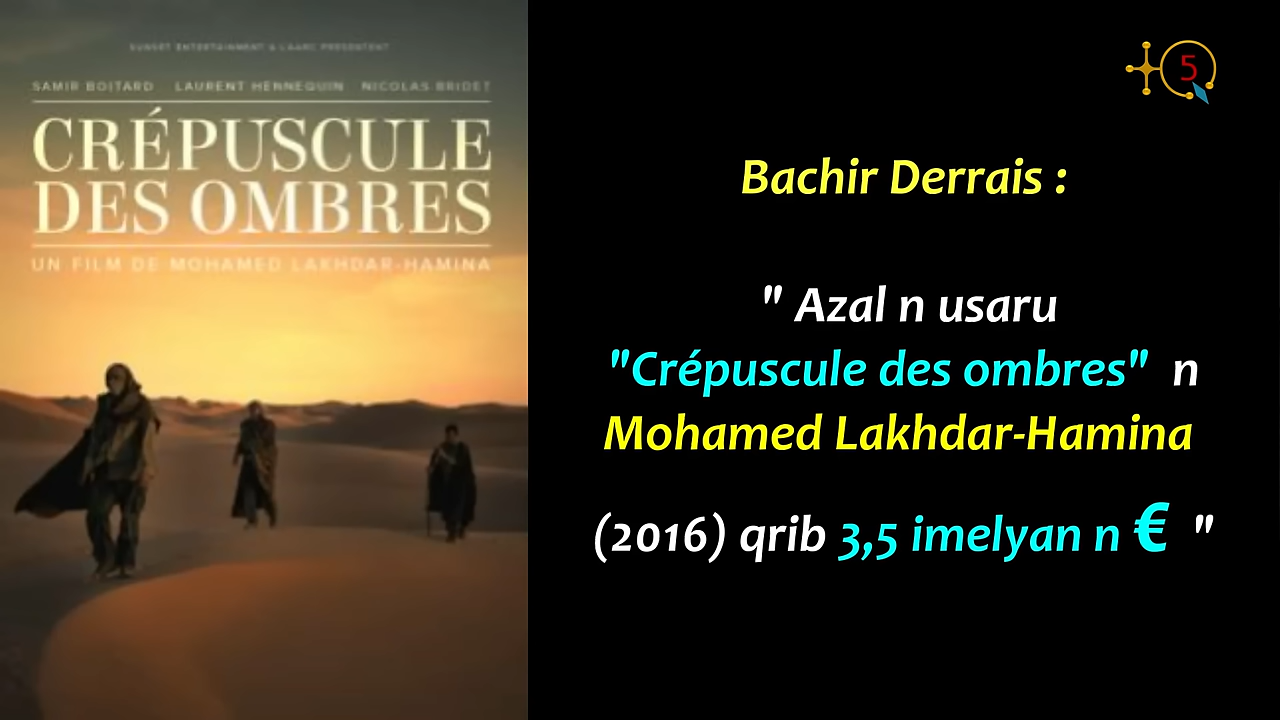 SUNSET ENTERTAINMENT & LAARC PRESENTENT
SAMIR BOITARD LAURENT HENNEQUIN NICOLAS BRIDET
CRÉPUSCULE
DES OMBRES
UN FILM DE MOHAMED LAKHDAR-HAMINA
5
Bachir Derrais :
" Azal n usaru
"Crépuscule des ombres" n
Mohamed Lakhdar-Hamina
(2016) qrib 3,5 imelyan n € "